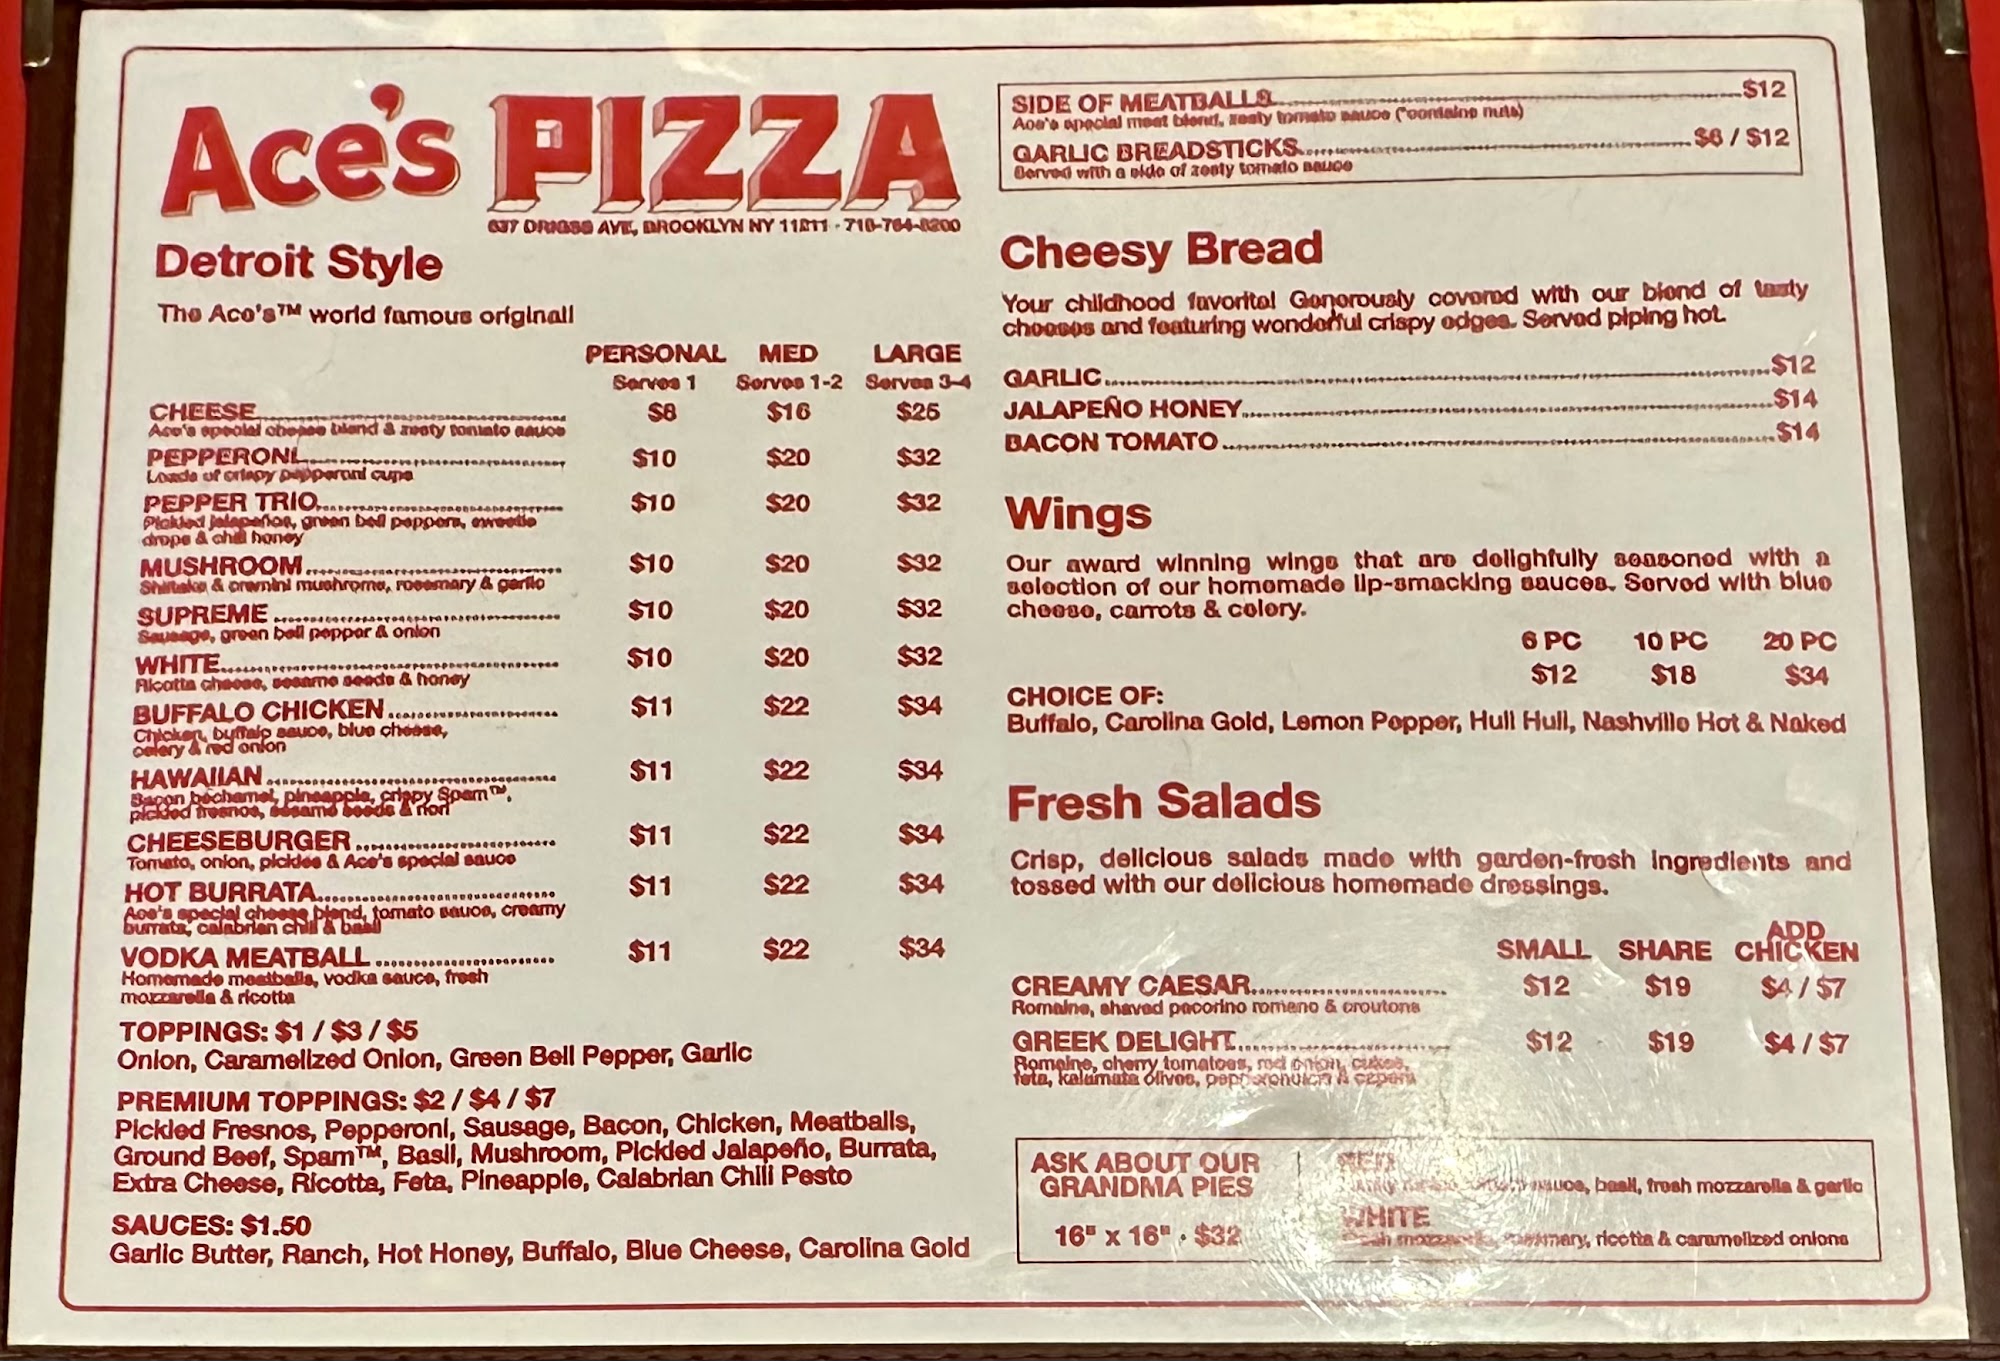 Ace's PIZZA
637 DRIGGS AVE, BROOKLYN NY 11211 - 718-764-8200
Detroit Style
The Ace's™ world famous original!
PERSONAL MED LARGE
Serves 1 Serves 1-2 Serves 3-4
CHEESE $8 $16 $25
Ace's special cheese blend & zesty tomato sauce
PEPPERONI $10 $20 $32
Loads of crispy pepperoni cups
PEPPER TRIO $10 $20 $32
Pickled jalapeños, green bell peppers, sweetie
drops & chili honey
MUSHROOM $10 $20 $32
Shiitake & cremini mushrooms, rosemary & garlic
SUPREME $10 $20 $32
Sausage, green bell pepper & onion
WHITE $10 $20 $32
Ricotta cheese, sesame seeds & honey
BUFFALO CHICKEN $11 $22 $34
Chicken, buffalo sauce, blue cheese,
celery & red onion
HAWAIIAN $11 $22 $34
Bacon béchamel, pineapple, crispy Spam™,
pickled fresnos, sesame seeds & nori
CHEESEBURGER $11 $22 $34
Tomato, onion, pickles & Ace's special sauce
HOT BURRATA $11 $22 $34
Ace's special cheese blend, tomato sauce, creamy
burrata, calabrian chili & basil
VODKA MEATBALL $11 $22 $34
Homemade meatballs, vodka sauce, fresh
mozzarella & ricotta
TOPPINGS: $1 / $3 / $5
Onion, Caramelized Onion, Green Bell Pepper, Garlic
PREMIUM TOPPINGS: $2 / $4 / $7
Pickled Fresnos, Pepperoni, Sausage, Bacon, Chicken, Meatballs,
Ground Beef, Spam™, Basil, Mushroom, Pickled Jalapeño, Burrata,
Extra Cheese, Ricotta, Feta, Pineapple, Calabrian Chili Pesto
SAUCES: $1.50
Garlic Butter, Ranch, Hot Honey, Buffalo, Blue Cheese, Carolina Gold
SIDE OF MEATBALLS $12
Ace's special meat blend, zesty tomato sauce (*contains nuts)
GARLIC BREADSTICKS $6 / $12
Served with a side of zesty tomato sauce
Cheesy Bread
Your childhood favorite! Generously covered with our blend of tasty
cheeses and featuring wonderful crispy edges. Served piping hot.
GARLIC $12
JALAPEÑO HONEY $14
BACON TOMATO $14
Wings
Our award winning wings that are delighfully seasoned with a
selection of our homemade lip-smacking sauces. Served with blue
cheese, carrots & celery.
6 PC 10 PC 20 PC
$12 $18 $34
CHOICE OF:
Buffalo, Carolina Gold, Lemon Pepper, Huli Huli, Nashville Hot & Naked
Fresh Salads
Crisp, delicious salads made with garden-fresh ingredients and
tossed with our delicious homemade dressings.
SMALL SHARE ADD CHICKEN
CREAMY CAESAR $12 $19 $4 / $7
Romaine, shaved pecorino romano & croutons
GREEK DELIGHT $12 $19 $4 / $7
Romaine, cherry tomatoes, red onion, cukes,
feta, kalamata olives, pepperoncini & capers
ASK ABOUT OUR
GRANDMA PIES
16" x 16" · $32
RED
sauce, basil, fresh mozzarella & garlic
WHITE
rosemary, ricotta & caramelized onions